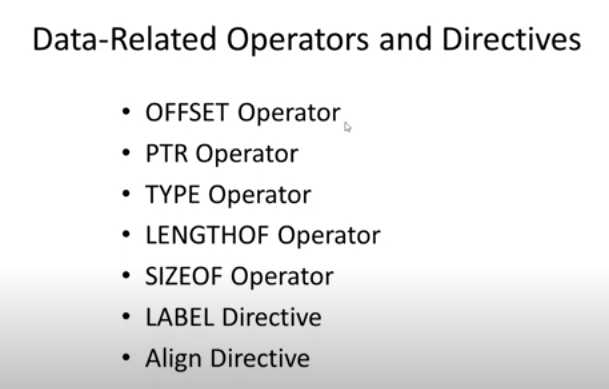 Data-Related Operators and Directives
• OFFSET Operator
• PTR Operator
• TYPE Operator
• LENGTHOF Operator
• SIZEOF Operator
• LABEL Directive
• Align Directive